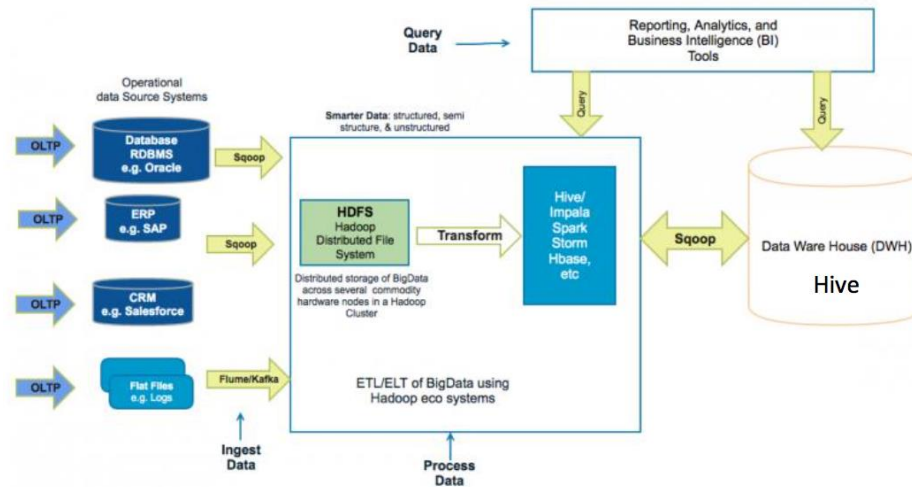 Query
Data
Reporting, Analytics, and
Business Intelligence (BI)
Tools
Operational
data Source Systems
Smarter Data: structured, semi
structure, & unstructured
Query
Query
OLTP
Database
RDBMS
e.g. Oracle
Sqoop
OLTP
ERP
e.g. SAP
Sqoop
OLTP
CRM
e.g. Salesforce
OLTP
Flat Files
e.g. Logs
Flume/Kafka
Ingest
Data
HDFS
Hadoop
Distributed File
System
Distributed storage of BigData
across several commodity
hardware nodes in a Hadoop
Cluster
Transform
Hive/
Impala
Spark
Storm
Hbase,
etc
ETL/ELT of BigData using
Hadoop eco systems
Process
Data
Sqoop
Data Ware House (DWH)
Hive